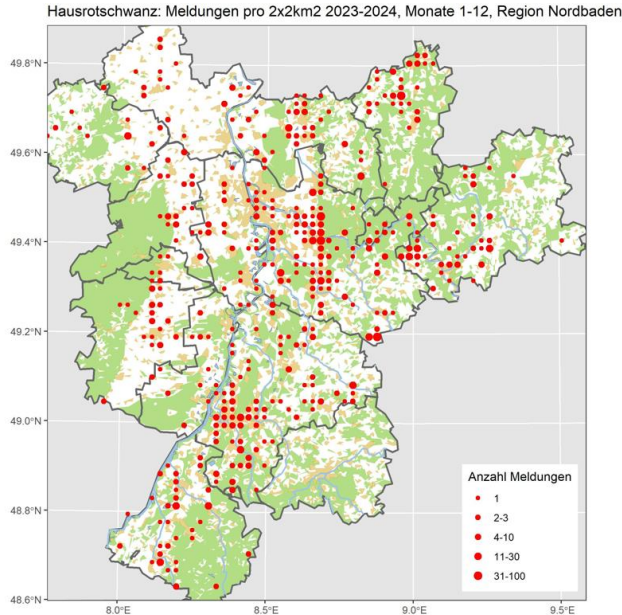 Hausrotschwanz: Meldungen pro 2x2km2 2023-2024, Monate 1-12, Region Nordbaden
49.8°N
49.6°N
49.4°N
49.2°N
49.0°N
48.8°N
48.6°N
Anzahl Meldungen
1
2-3
4-10
11-30
31-100
8.0°E
8.5°E
9.0°E
9.5°E